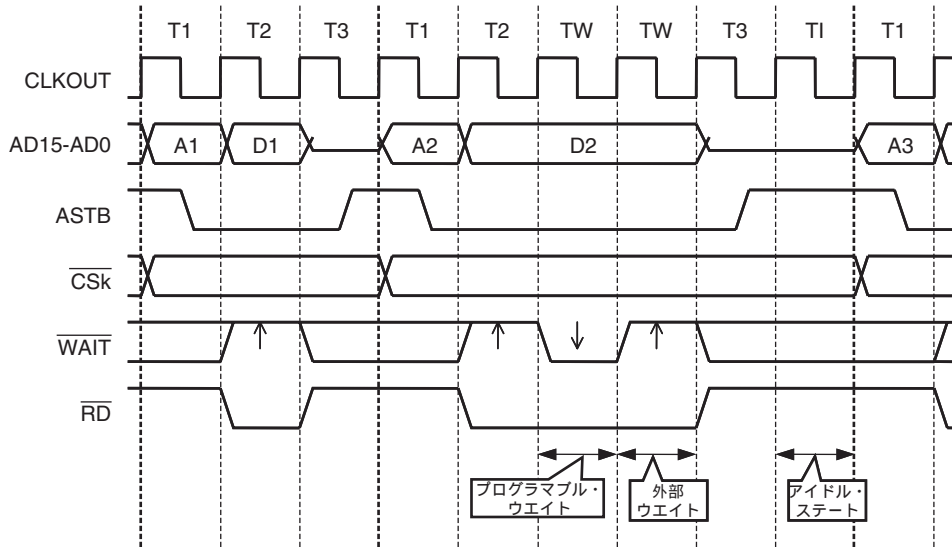 T1 T2 T3 T1 T2 TW TW T3 TI T1
CLKOUT
AD15-AD0 A1 D1 A2 D2 A3
ASTB
CSk
WAIT
RD
プログラマブル・
ウエイト
外部
ウエイト
アイドル・
ステート